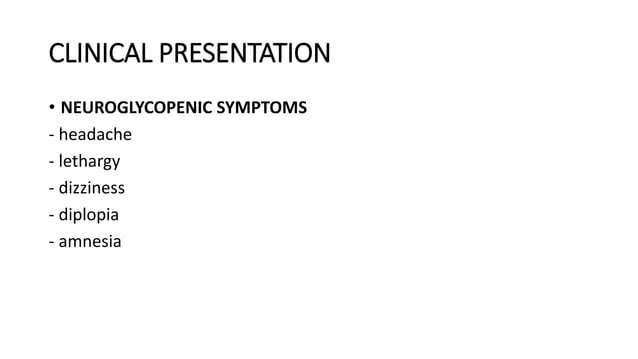 CLINICAL PRESENTATION
• NEUROGLYCOPENIC SYMPTOMS
- headache
- lethargy
- dizziness
- diplopia
- amnesia